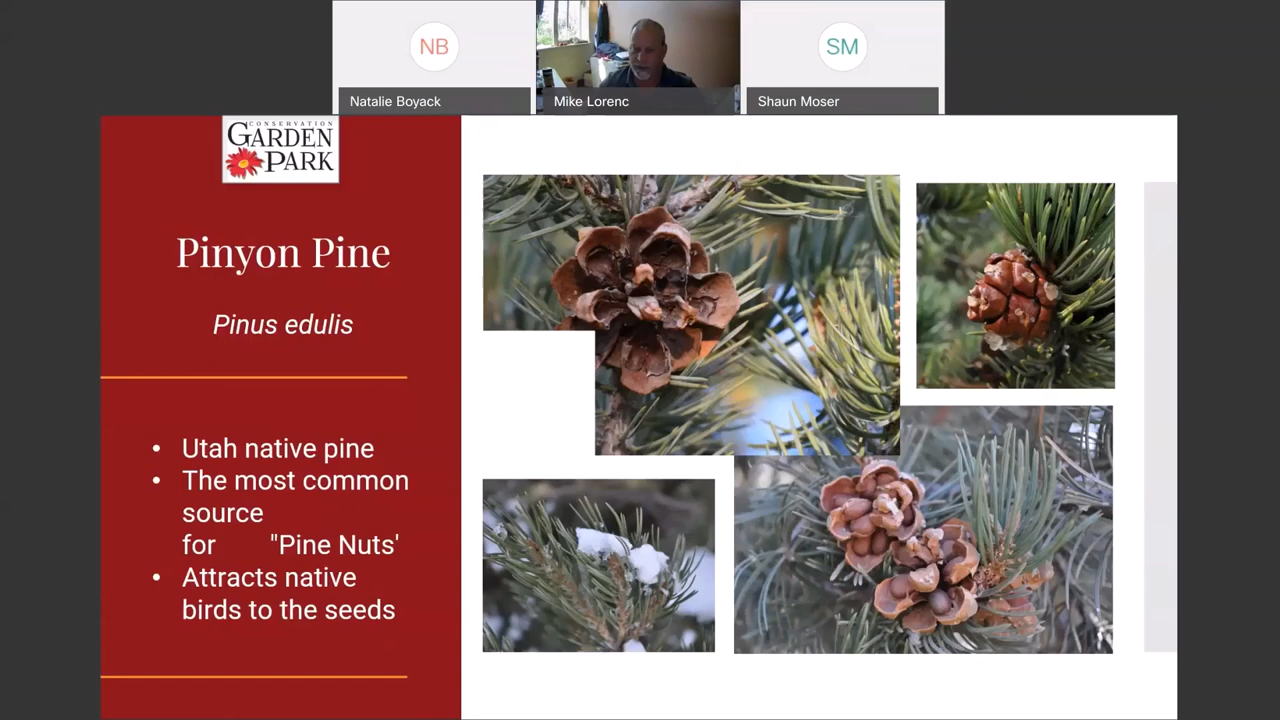 NB
SM
Natalie Boyack
Mike Lorenc
Shaun Moser
CONSERVATION
GARDEN
PARK
Pinyon Pine
Pinus edulis
• Utah native pine
• The most common
source
for "Pine Nuts'
• Attracts native
birds to the seeds